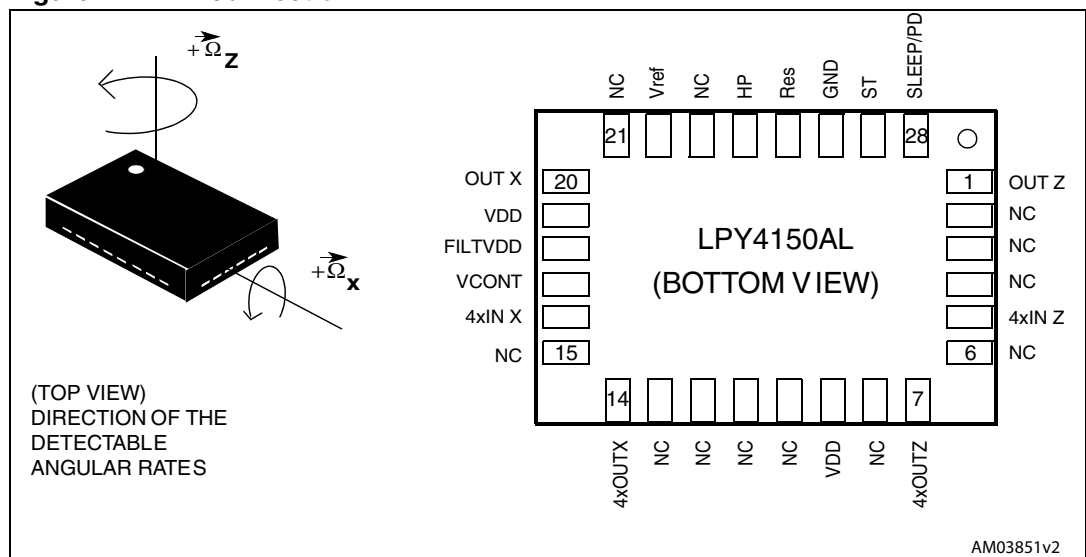 +Ω Z
+Ω x
(TOP VIEW)
DIRECTION OF THE
DETECTABLE
ANGULAR RATES
NC
Vref
NC
HP
Res
GND
ST
SLEEP/PD
21
28
OUT X
20
1
OUT Z
VDD
NC
FILTVDD
LPY4150AL
NC
VCONT
(BOTTOM VIEW)
NC
4xIN X
4xIN Z
NC
15
6
NC
14
7
4xOUTX
NC
NC
NC
NC
VDD
NC
4xOUTZ
AM03851v2